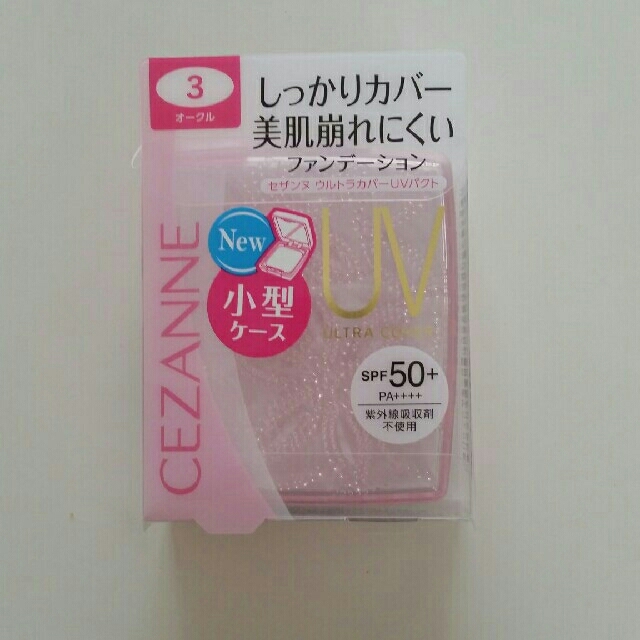 3
オークル
しっかりカバー
美肌崩れにくい
ファンデーション
セザンヌ ウルトラカバーUVパクト
CEZANNE
New
小型
ケース
UV
ULTRA
SPF50+
PA++++
紫外線吸収剤
不使用